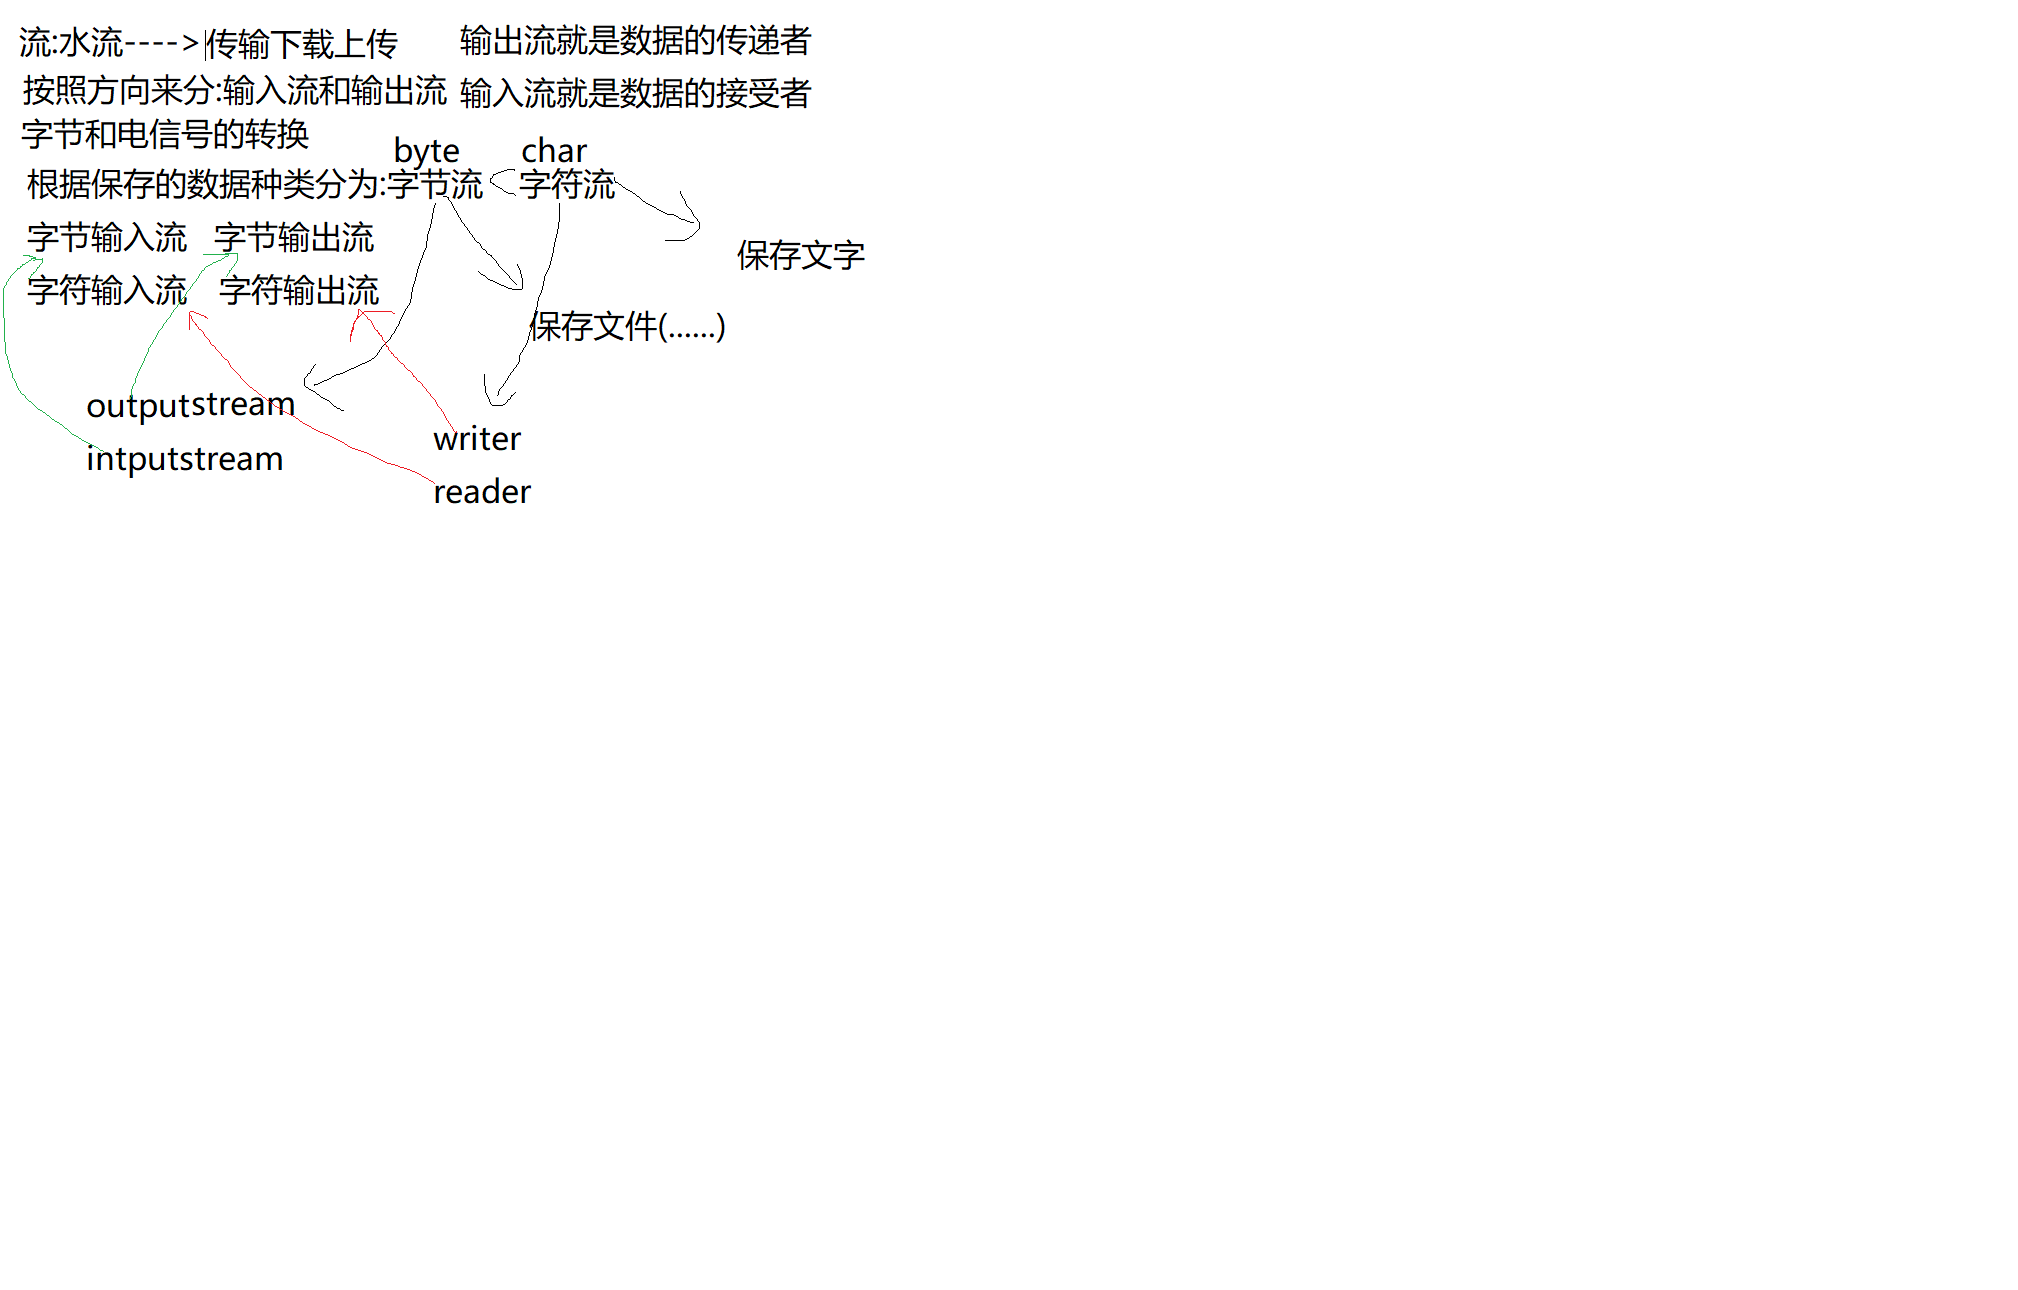 流:水流---->传输下载上传
输出流就是数据的传递者
按照方向来分:输入流和输出流
输入流就是数据的接受者
字节和电信号的转换
byte
char
根据保存的数据种类分为:字节流
字符流
字节输入流
字节输出流
保存文字
字符输入流
字符输出流
保存文件(......)
outputstream
writer
intputstream
reader